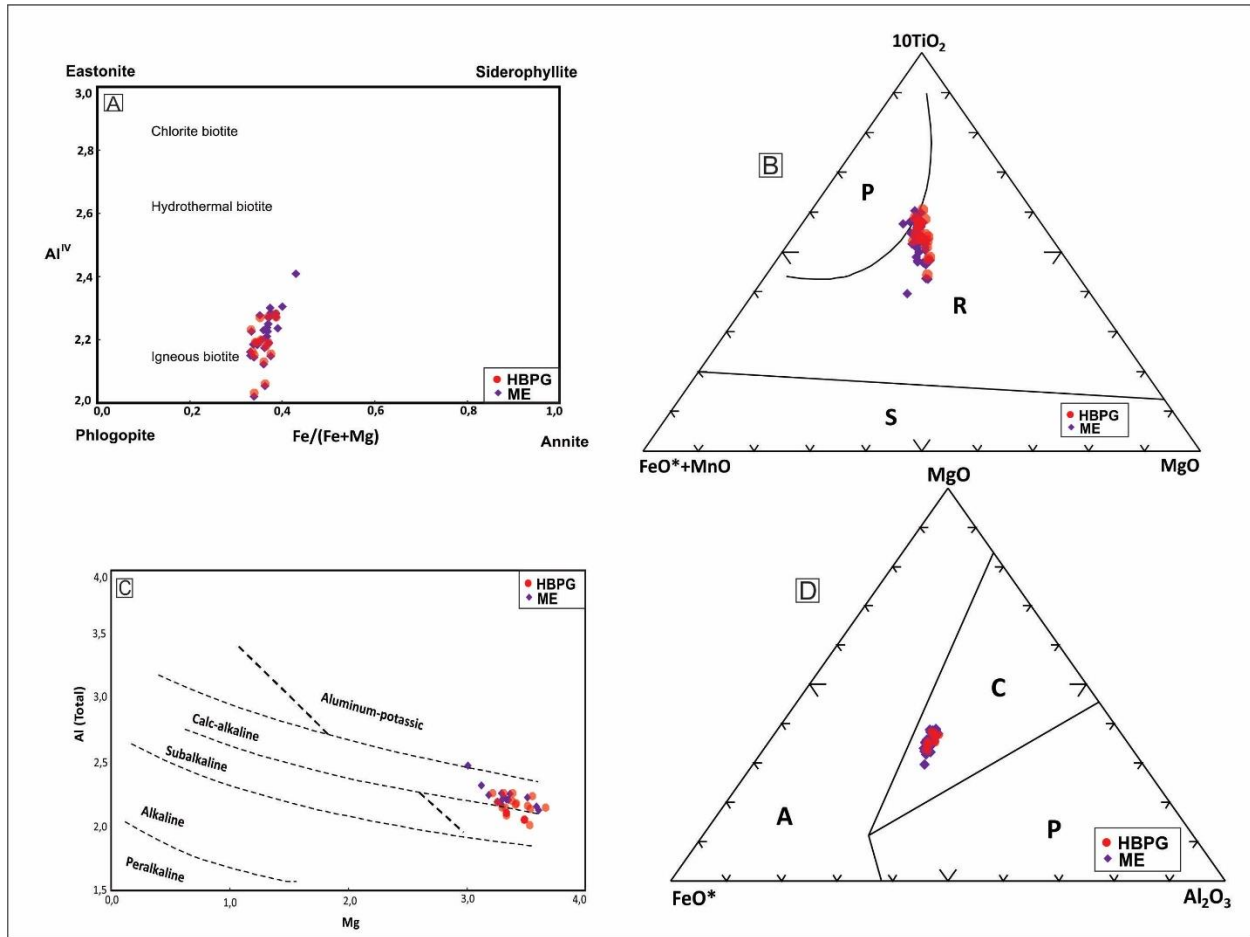 Eastonite Siderophyllite
3,0
A
Chlorite biotite
2,8
Hydrothermal biotite
2,6
Al^IV
2,4
2,2
Igneous biotite
HBPG
ME
2,0
0,0 0,2 0,4 0,6 0,8 1,0
Phlogopite Fe/(Fe+Mg) Annite
10TiO₂
B
P
R
S
HBPG
ME
FeO*+MnO MgO
C
4,0
HBPG
ME
3,5
Al (Total)
3,0
Aluminum-potassic
Calc-alkaline
2,5
Subalkaline
2,0
Alkaline
Peralkaline
1,5
0,0 1,0 2,0 3,0 4,0
Mg
MgO
D
C
A
P
HBPG
ME
FeO* Al₂O₃